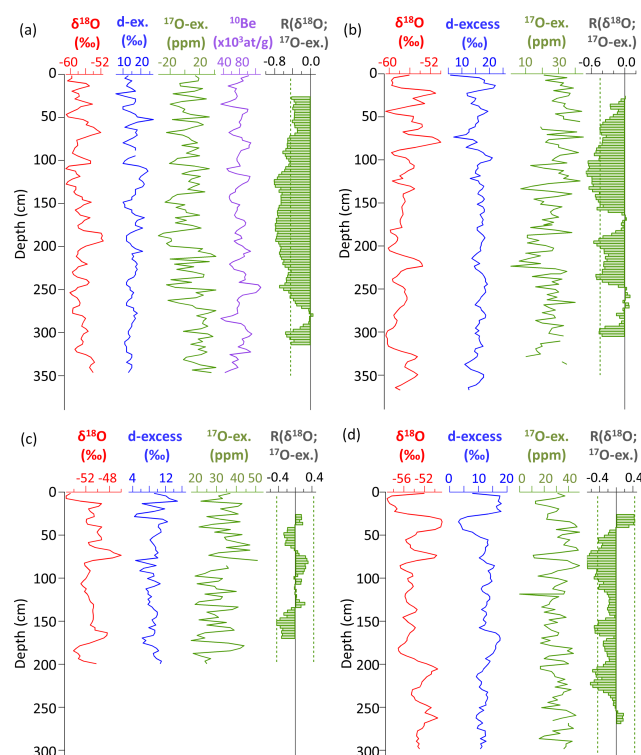 (a)
δ¹⁸O d-ex. ¹⁷O-ex. ¹⁰Be R(δ¹⁸O;
(‰) (‰) (ppm) (x10³at/g) ¹⁷O-ex.)
-60 -52 10 20 -20 20 40 80 -0.8 0.0
0
50
100
150
200
250
300
350
Depth (cm)
(b)
δ¹⁸O d-excess ¹⁷O-ex. R(δ¹⁸O;
(‰) (‰) (ppm) ¹⁷O-ex.)
-60 -52 10 20 10 30 -0.6 0.0
0
50
100
150
200
250
300
350
Depth (cm)
(c)
δ¹⁸O d-excess ¹⁷O-ex. R(δ¹⁸O;
(‰) (‰) (ppm) ¹⁷O-ex.)
-52 -48 4 8 12 20 30 40 50 -0.4 0.4
0
50
100
150
200
250
300
Depth (cm)
(d)
δ¹⁸O d-excess ¹⁷O-ex. R(δ¹⁸O;
(‰) (‰) (ppm) ¹⁷O-ex.)
-56 -52 0 10 20 0 20 40 -0.4 0.4
0
50
100
150
200
250
300
Depth (cm)